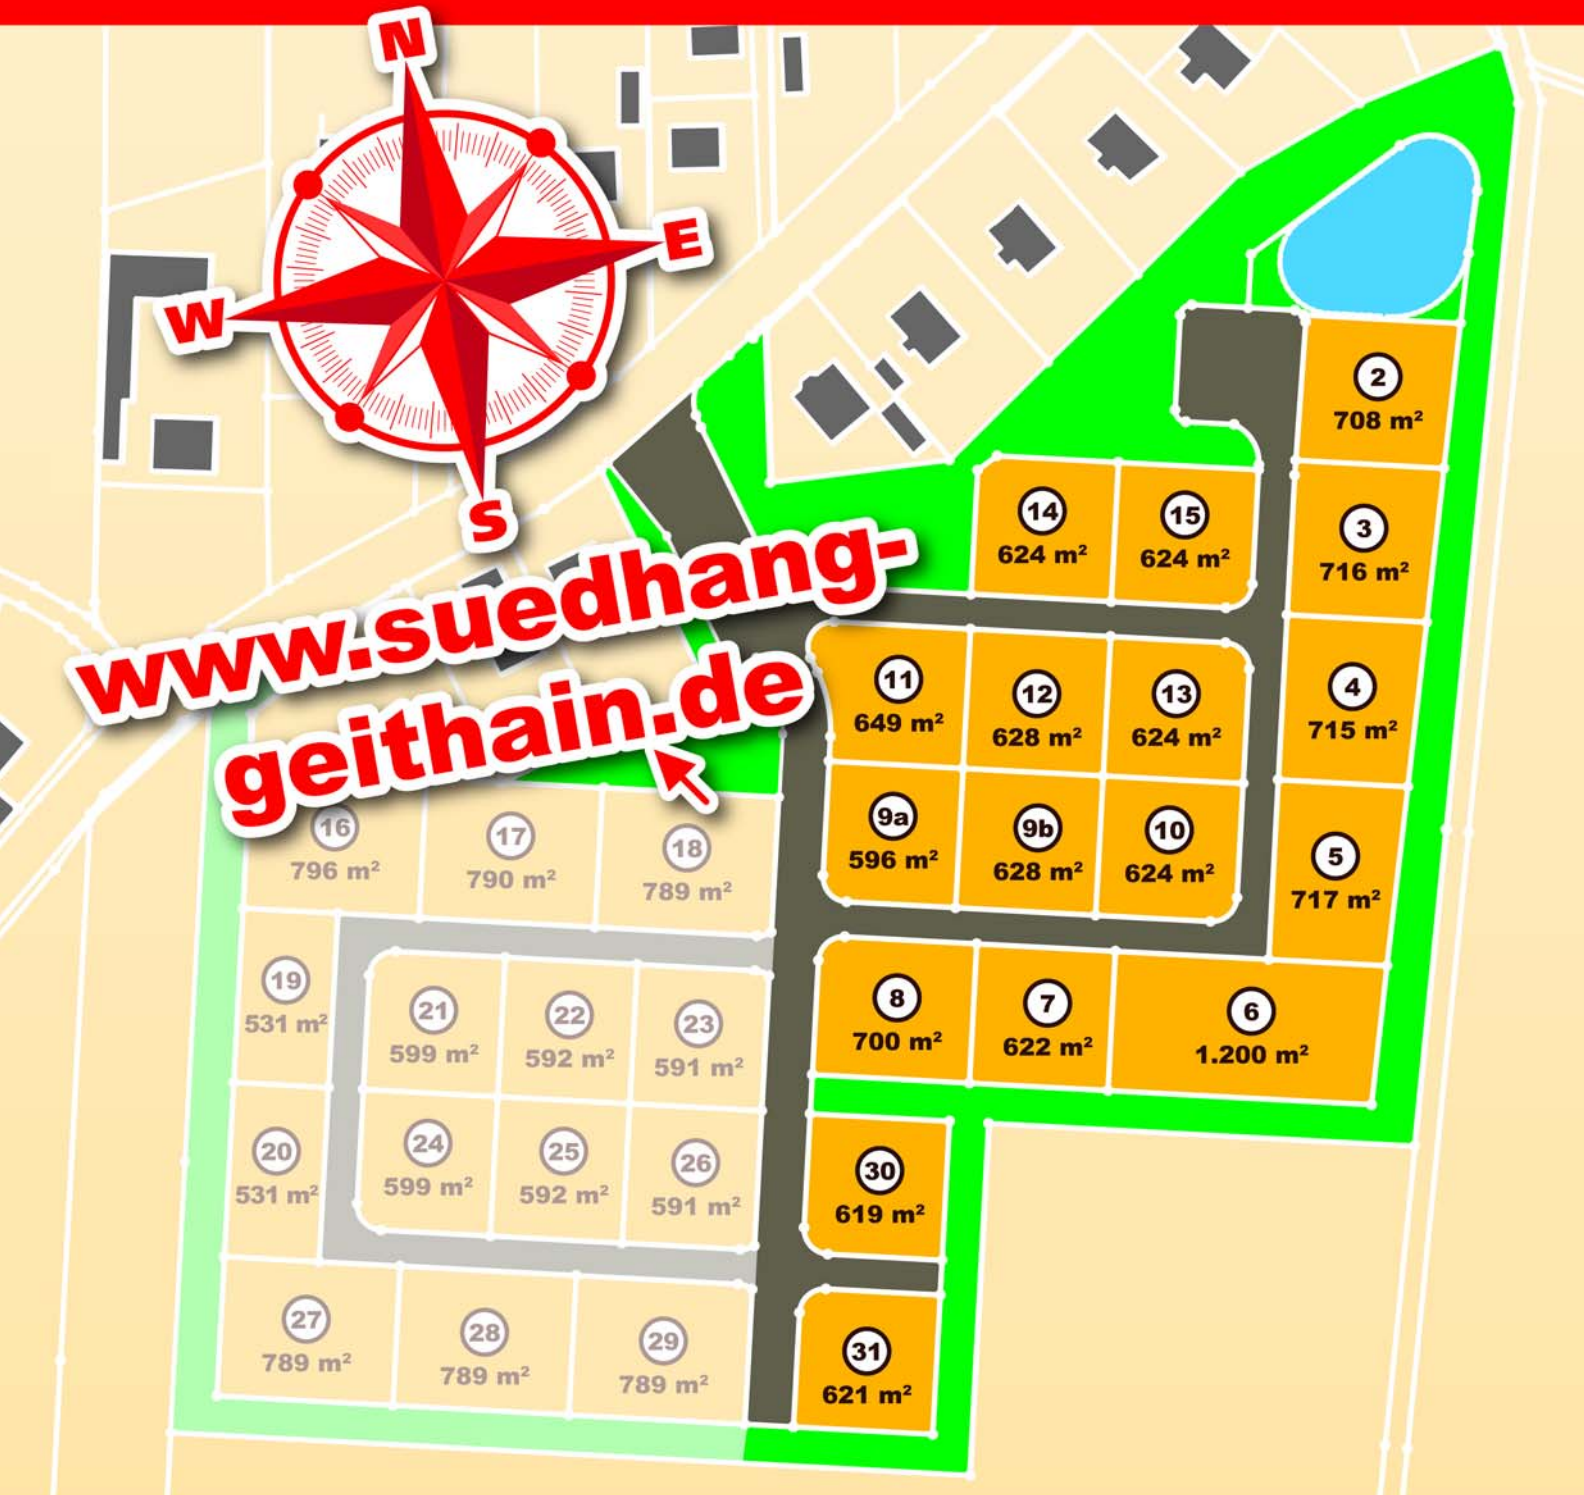 N
E
W
S
www.suedhang-
geithain.de
2
708 m²
3
716 m²
14
624 m²
15
624 m²
4
715 m²
11
649 m²
12
628 m²
13
624 m²
5
717 m²
9a
596 m²
9b
628 m²
10
624 m²
16
796 m²
17
790 m²
18
789 m²
8
700 m²
7
622 m²
6
1.200 m²
19
531 m²
21
599 m²
22
592 m²
23
591 m²
20
531 m²
24
599 m²
25
592 m²
26
591 m²
30
619 m²
27
789 m²
28
789 m²
29
789 m²
31
621 m²